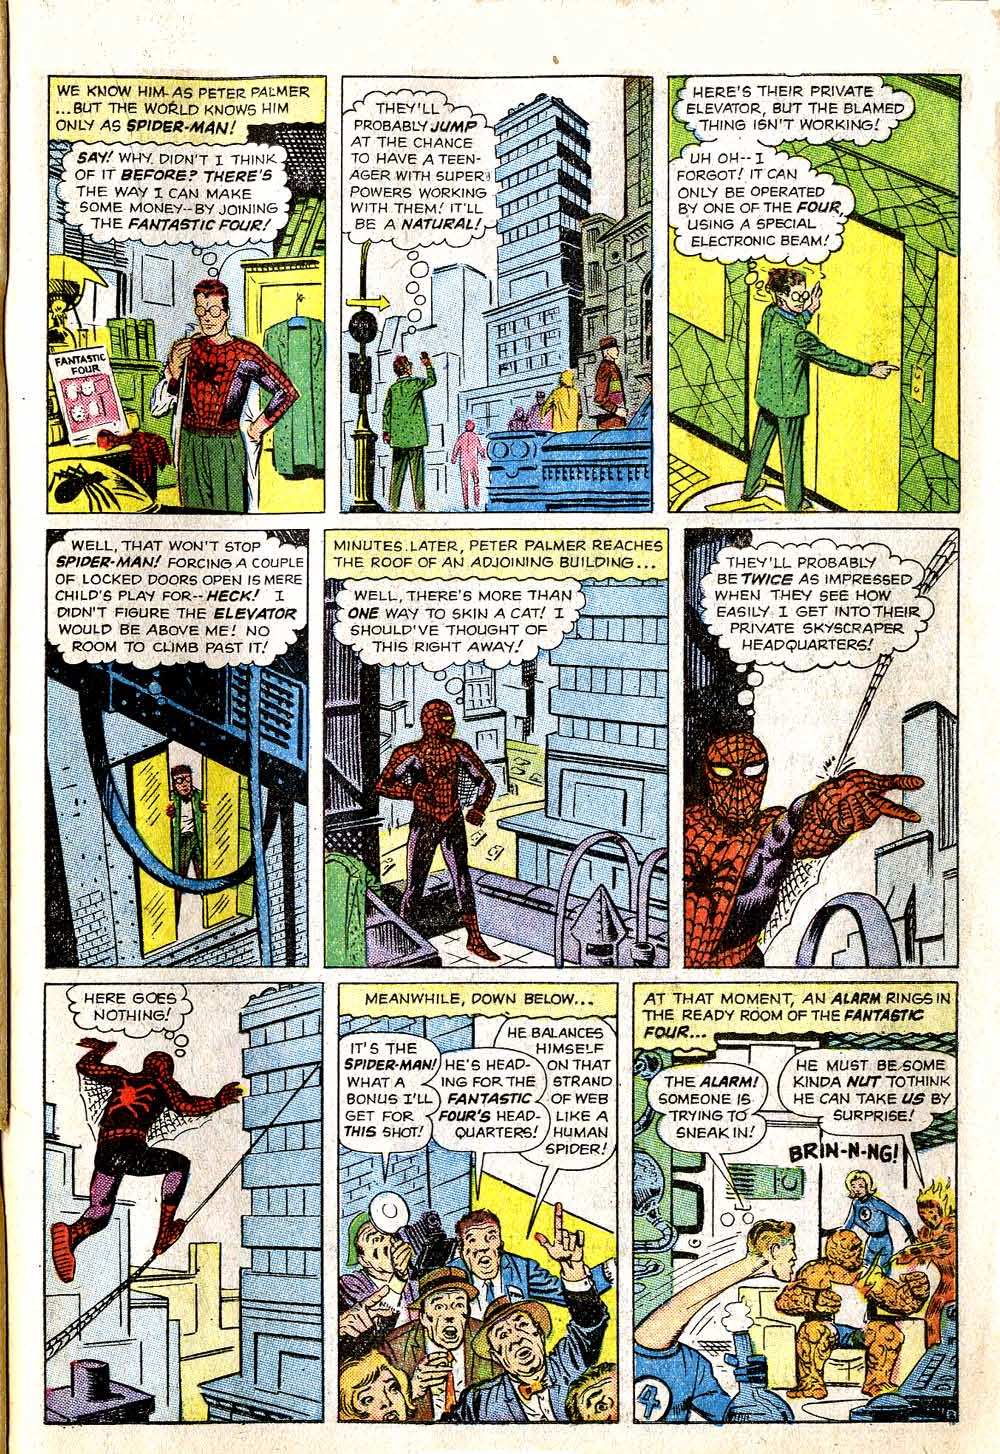 WE KNOW HIM AS PETER PALMER
...BUT THE WORLD KNOWS HIM
ONLY AS SPIDER-MAN!
SAY! WHY DIDN'T I THINK
OF IT BEFORE? THERE'S
THE WAY I CAN MAKE
SOME MONEY--BY JOINING
THE FANTASTIC FOUR!
FANTASTIC
FOUR
THEY'LL
PROBABLY JUMP
AT THE CHANCE
TO HAVE A TEEN-
AGER WITH SUPER
POWERS WORKING
WITH THEM! IT'LL
BE A NATURAL!
HERE'S THEIR PRIVATE
ELEVATOR, BUT THE BLAMED
THING ISN'T WORKING!
UH OH--I
FORGOT! IT CAN
ONLY BE OPERATED
BY ONE OF THE FOUR,
USING A SPECIAL
ELECTRONIC BEAM!
WELL, THAT WON'T STOP
SPIDER-MAN! FORCING A COUPLE
OF LOCKED DOORS OPEN IS MERE
CHILD'S PLAY FOR--HECK! I
DIDN'T FIGURE THE ELEVATOR
WOULD BE ABOVE ME! NO
ROOM TO CLIMB PAST IT!
MINUTES LATER, PETER PALMER REACHES
THE ROOF OF AN ADJOINING BUILDING...
WELL, THERE'S MORE THAN
ONE WAY TO SKIN A CAT! I
SHOULD'VE THOUGHT OF
THIS RIGHT AWAY!
THEY'LL PROBABLY
BE TWICE AS IMPRESSED
WHEN THEY SEE HOW
EASILY I GET INTO THEIR
PRIVATE SKYSCRAPER
HEADQUARTERS!
HERE GOES
NOTHING!
MEANWHILE, DOWN BELOW...
IT'S THE
SPIDER-MAN!
WHAT A
BONUS I'LL
GET FOR
THIS SHOT!
HE'S HEAD-
ING FOR THE
FANTASTIC
FOUR'S HEAD-
QUARTERS!
HE BALANCES
HIMSELF
ON THAT
STRAND
OF WEB
LIKE A
HUMAN
SPIDER!
AT THAT MOMENT, AN ALARM RINGS IN
THE READY ROOM OF THE FANTASTIC
FOUR...
THE ALARM!
SOMEONE IS
TRYING TO
SNEAK IN!
HE MUST BE SOME
KINDA NUT TO THINK
HE CAN TAKE US BY
SURPRISE!
BRIN-N-NG!
4